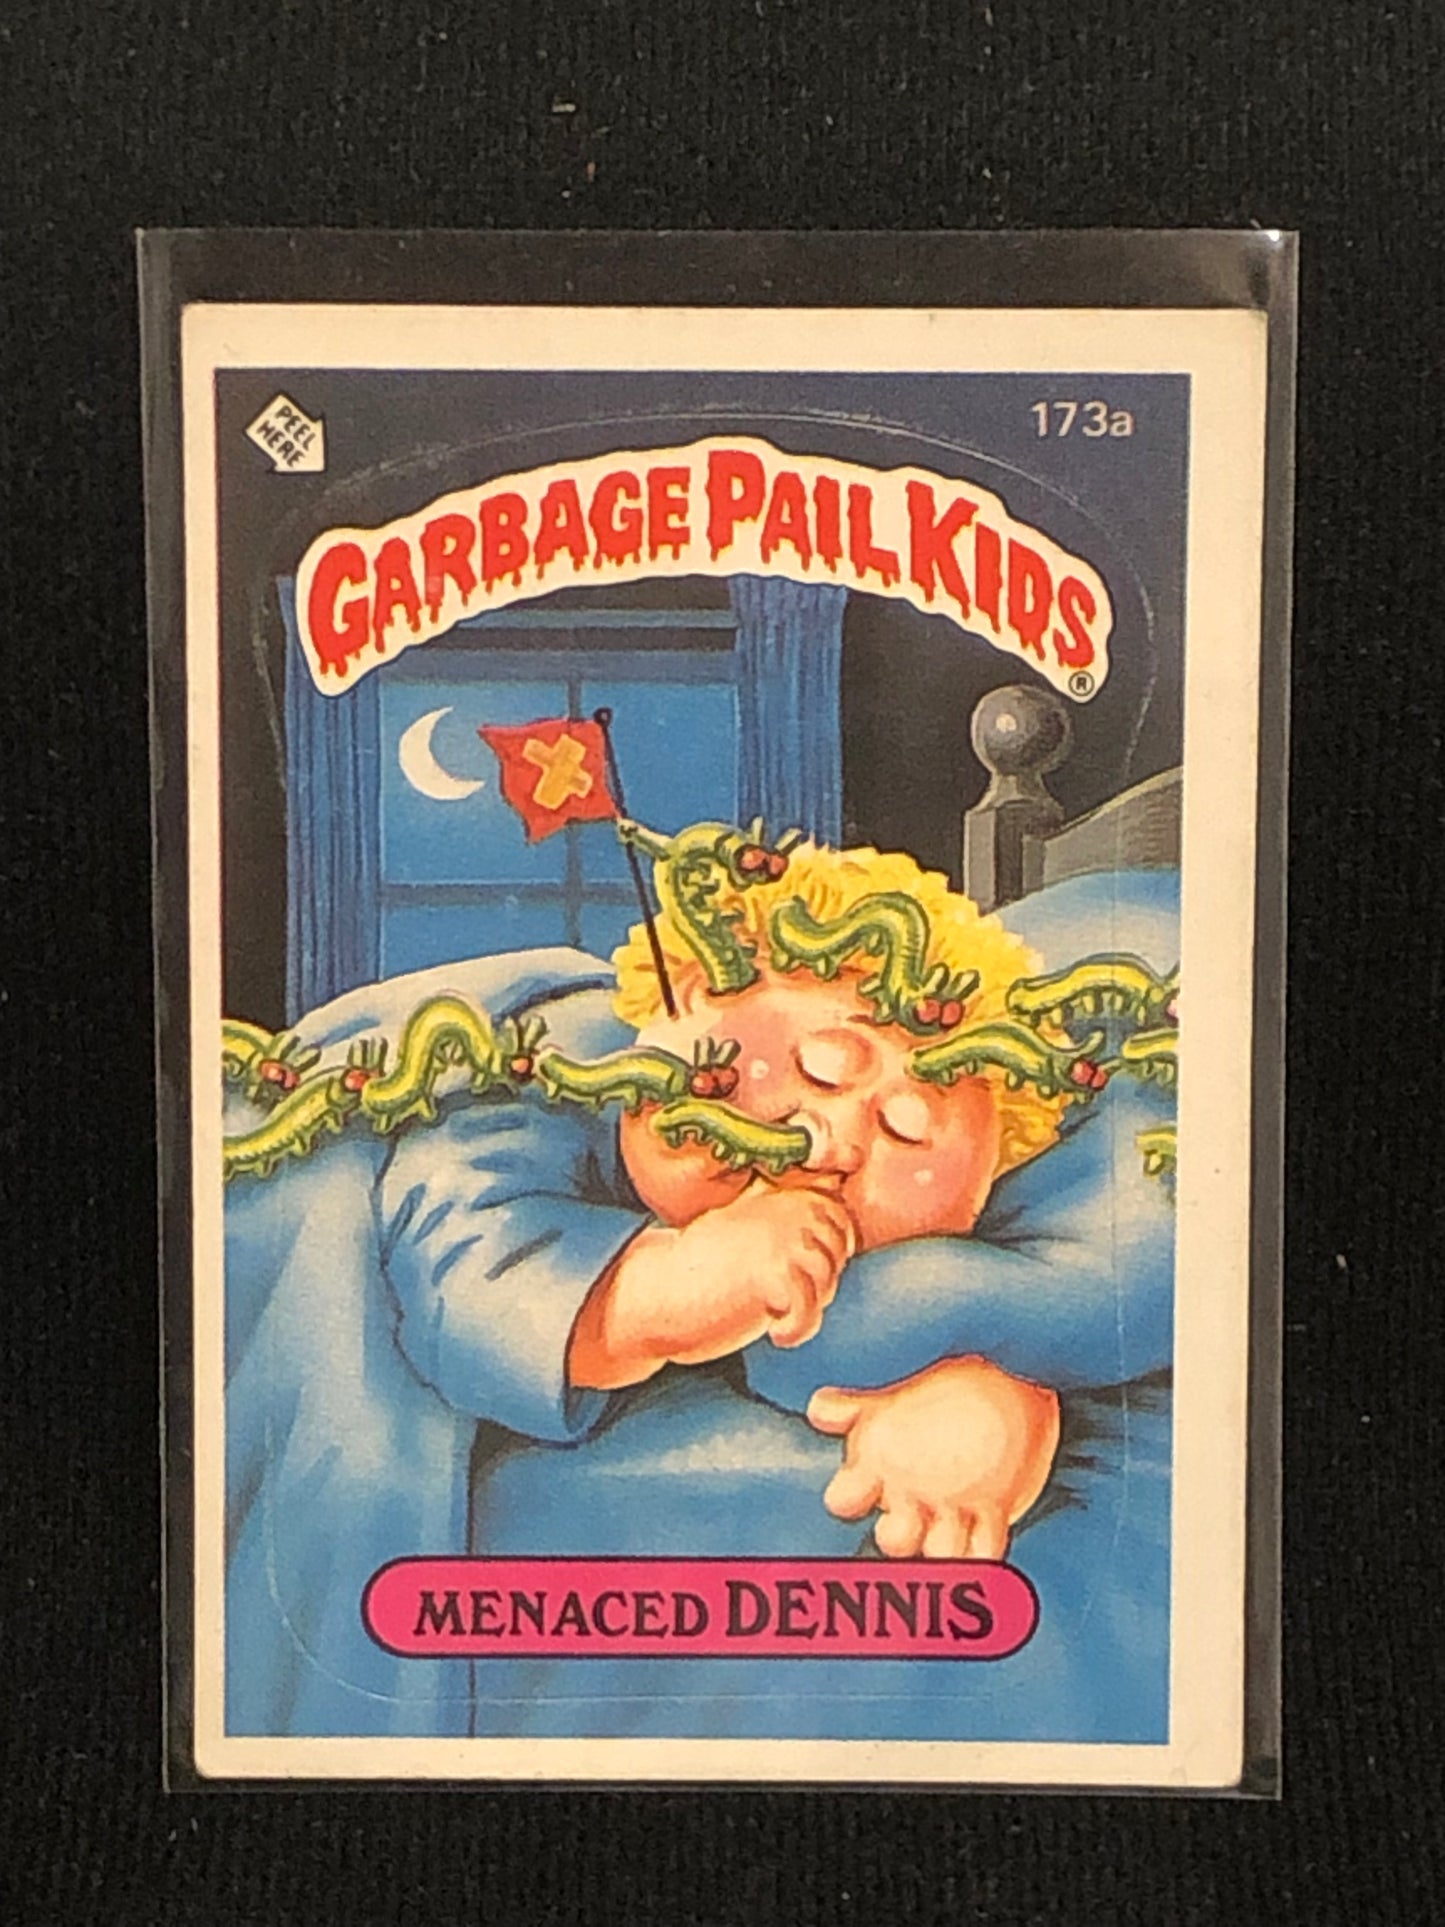 PEEL
HERE
173a
GARBAGE PAIL KIDS
®
MENACED DENNIS